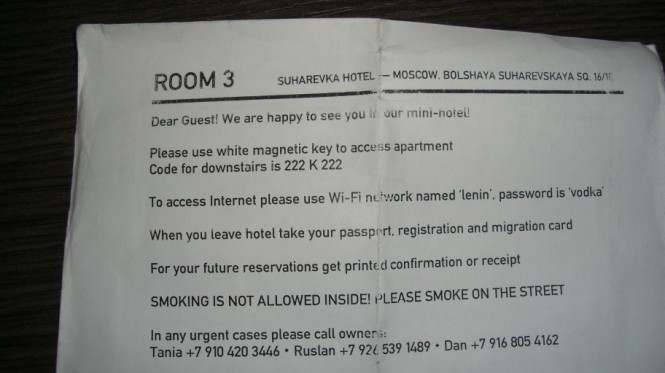 ROOM 3
SUHAREVKA HOTEL — MOSCOW, BOLSHAYA SUHAREVSKAYA SQ. 16/18
Dear Guest! We are happy to see you in our mini-hotel!
Please use white magnetic key to access apartment
Code for downstairs is 222 K 222
To access Internet please use Wi-Fi network named 'lenin', password is 'vodka'
When you leave hotel take your passport, registration and migration card
For your future reservations get printed confirmation or receipt
SMOKING IS NOT ALLOWED INSIDE! PLEASE SMOKE ON THE STREET
In any urgent cases please call owners:
Tania +7 910 420 3446 • Ruslan +7 926 539 1489 • Dan +7 916 805 4162